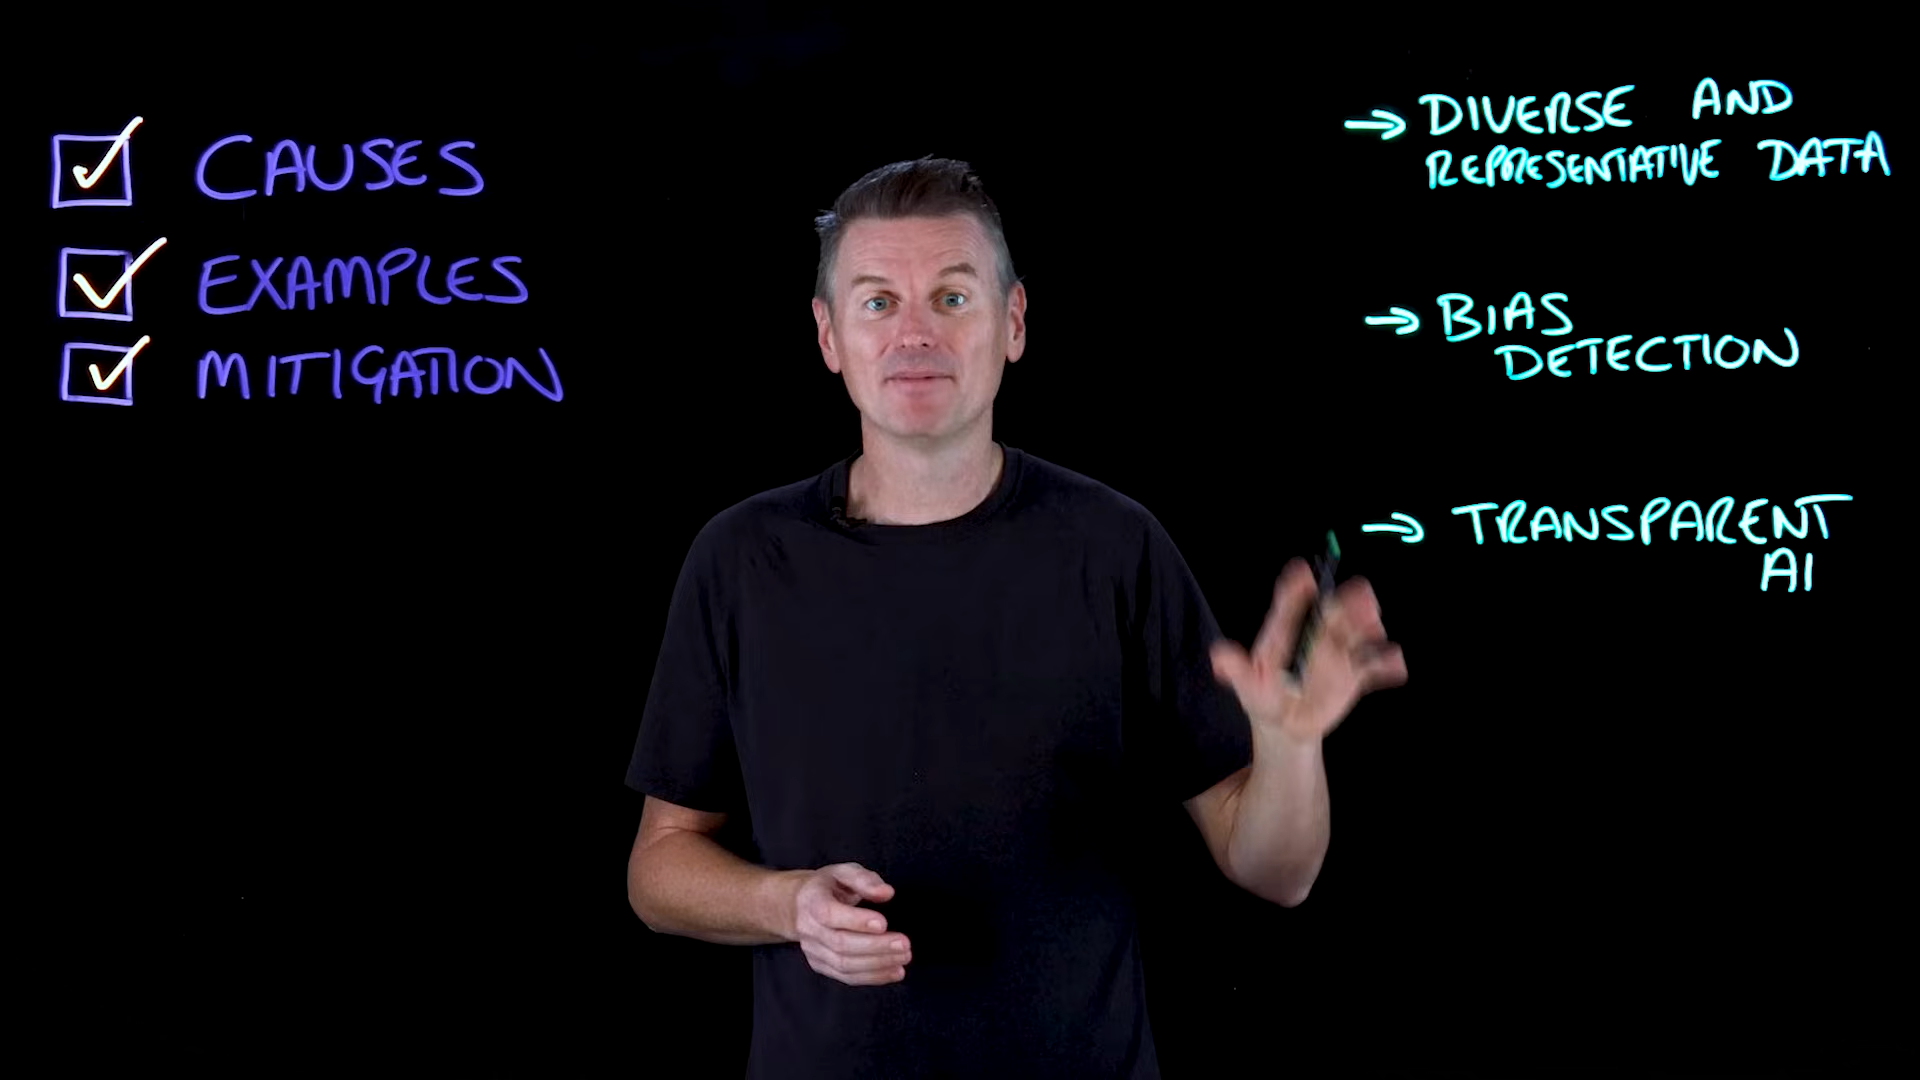 CAUSES
EXAMPLES
MITIGATION
→ DIVERSE AND
REPRESENTATIVE DATA
→ BIAS
DETECTION
→ TRANSPARENT
AI